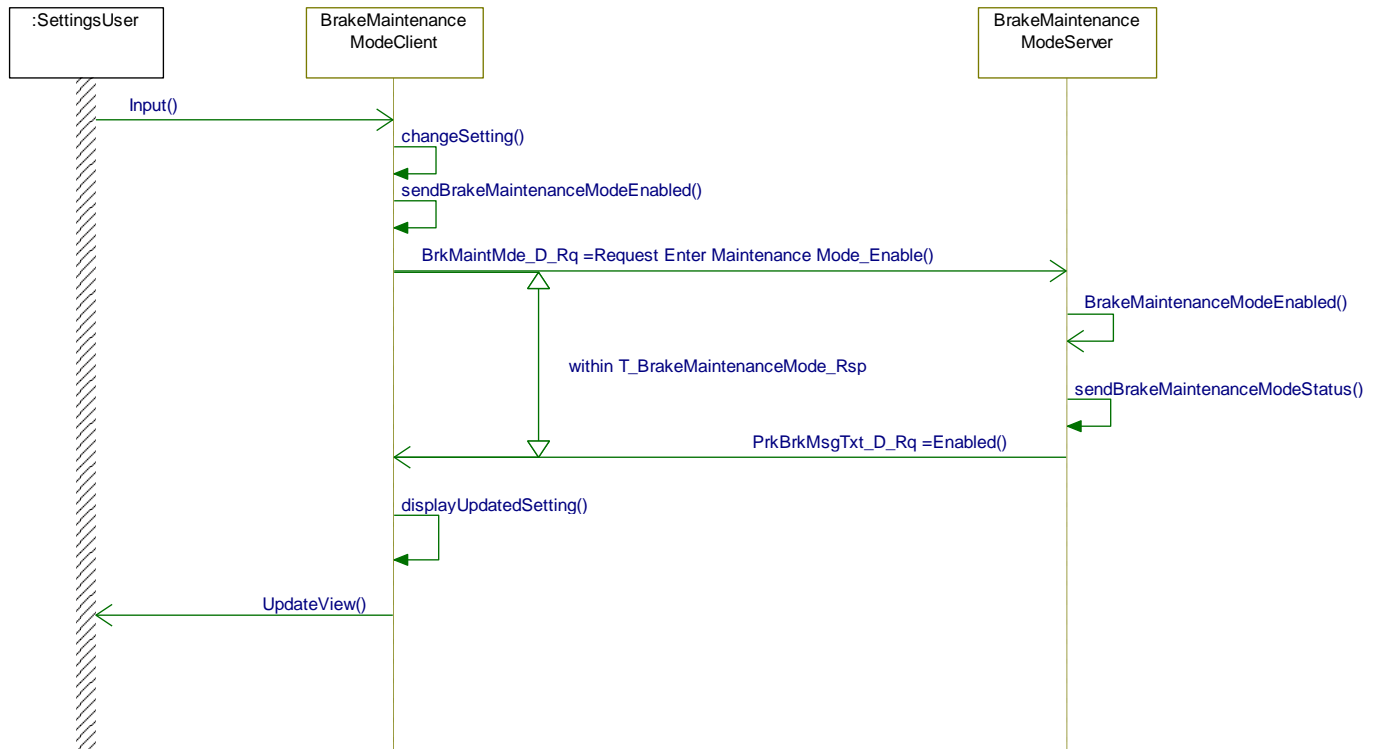 :SettingsUser
BrakeMaintenance
ModeClient
BrakeMaintenance
ModeServer
Input()
changeSetting()
sendBrakeMaintenanceModeEnabled()
BrkMaintMde_D_Rq =Request Enter Maintenance Mode_Enable()
BrakeMaintenanceModeEnabled()
within T_BrakeMaintenanceMode_Rsp
sendBrakeMaintenanceModeStatus()
PrkBrkMsgTxt_D_Rq =Enabled()
displayUpdatedSetting()
UpdateView()